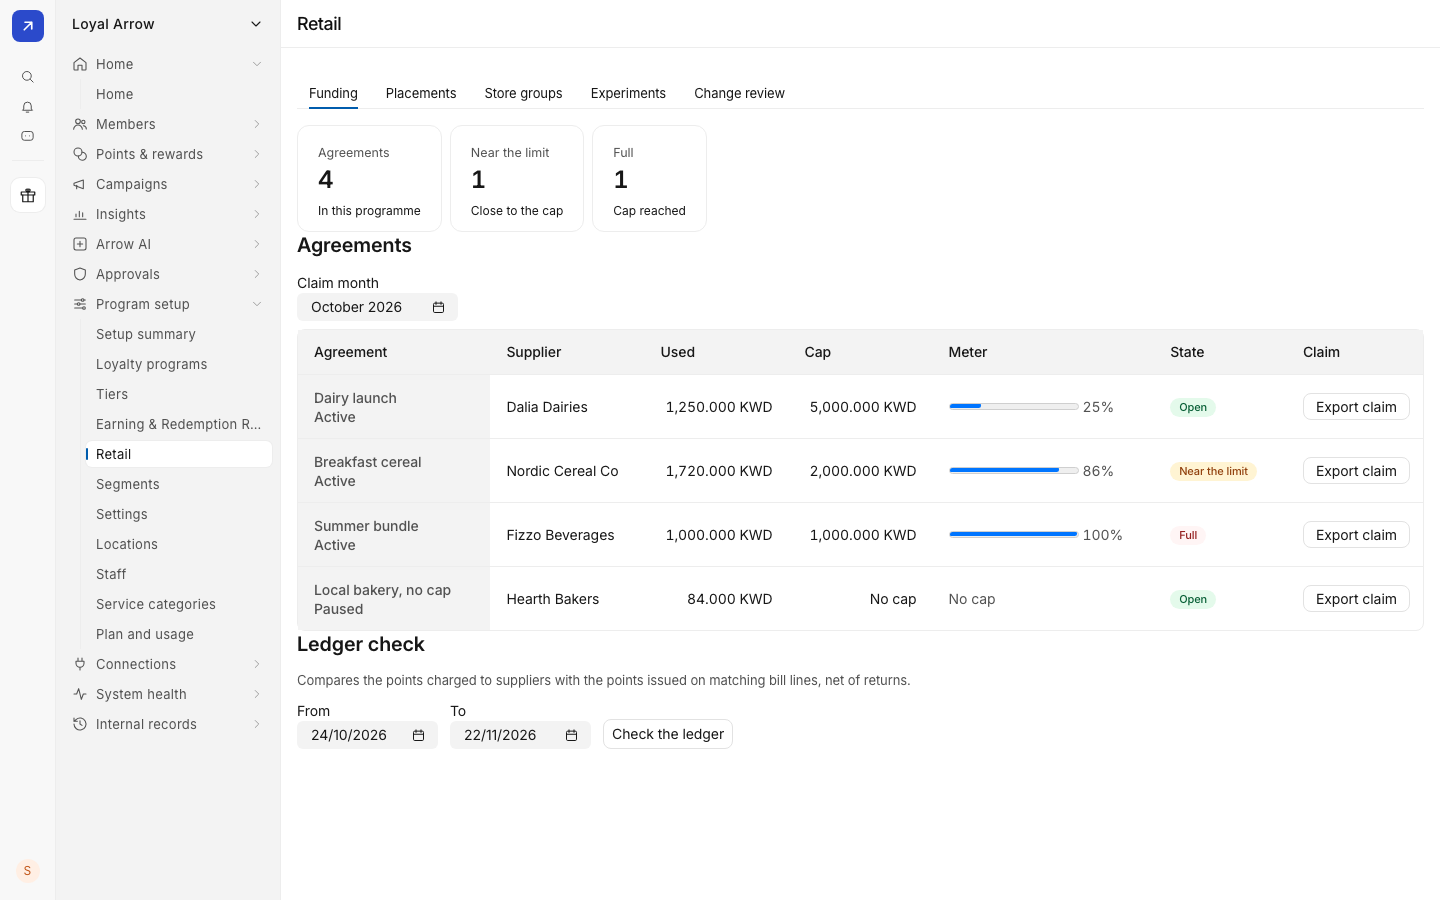 Loyal Arrow
Home
Home
Members
Points & rewards
Campaigns
Insights
Arrow AI
Approvals
Program setup
Setup summary
Loyalty programs
Tiers
Earning & Redemption R...
Retail
Segments
Settings
Locations
Staff
Service categories
Plan and usage
Connections
System health
Internal records
S
Retail
Funding Placements Store groups Experiments Change review
Agreements
4
In this programme
Near the limit
1
Close to the cap
Full
1
Cap reached
Agreements
Claim month
October 2026
Agreement Supplier Used Cap Meter State Claim
Dairy launch
Active
Dalia Dairies 1,250.000 KWD 5,000.000 KWD 25% Open Export claim
Breakfast cereal
Active
Nordic Cereal Co 1,720.000 KWD 2,000.000 KWD 86% Near the limit Export claim
Summer bundle
Active
Fizzo Beverages 1,000.000 KWD 1,000.000 KWD 100% Full Export claim
Local bakery, no cap
Paused
Hearth Bakers 84.000 KWD No cap No cap Open Export claim
Ledger check
Compares the points charged to suppliers with the points issued on matching bill lines, net of returns.
From To
24/10/2026 22/11/2026 Check the ledger